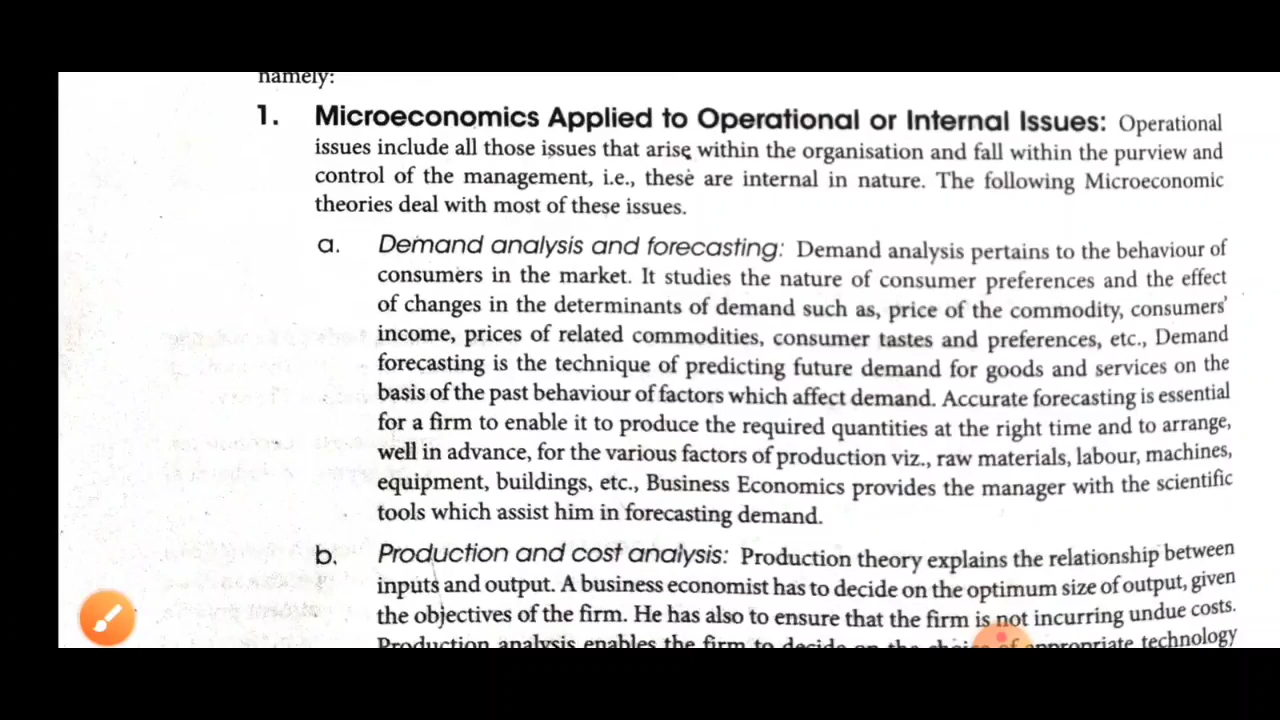 namely:
1. Microeconomics Applied to Operational or Internal Issues: Operational
issues include all those issues that arise within the organisation and fall within the purview and
control of the management, i.e., these are internal in nature. The following Microeconomic
theories deal with most of these issues.
a. Demand analysis and forecasting: Demand analysis pertains to the behaviour of
consumers in the market. It studies the nature of consumer preferences and the effect
of changes in the determinants of demand such as, price of the commodity, consumers'
income, prices of related commodities, consumer tastes and preferences, etc., Demand
forecasting is the technique of predicting future demand for goods and services on the
basis of the past behaviour of factors which affect demand. Accurate forecasting is essential
for a firm to enable it to produce the required quantities at the right time and to arrange,
well in advance, for the various factors of production viz., raw materials, labour, machines,
equipment, buildings, etc., Business Economics provides the manager with the scientific
tools which assist him in forecasting demand.
b. Production and cost analysis: Production theory explains the relationship between
inputs and output. A business economist has to decide on the optimum size of output, given
the objectives of the firm. He has also to ensure that the firm is not incurring undue costs.
Production analysis enables the firm to decide on the choice of appropriate technology